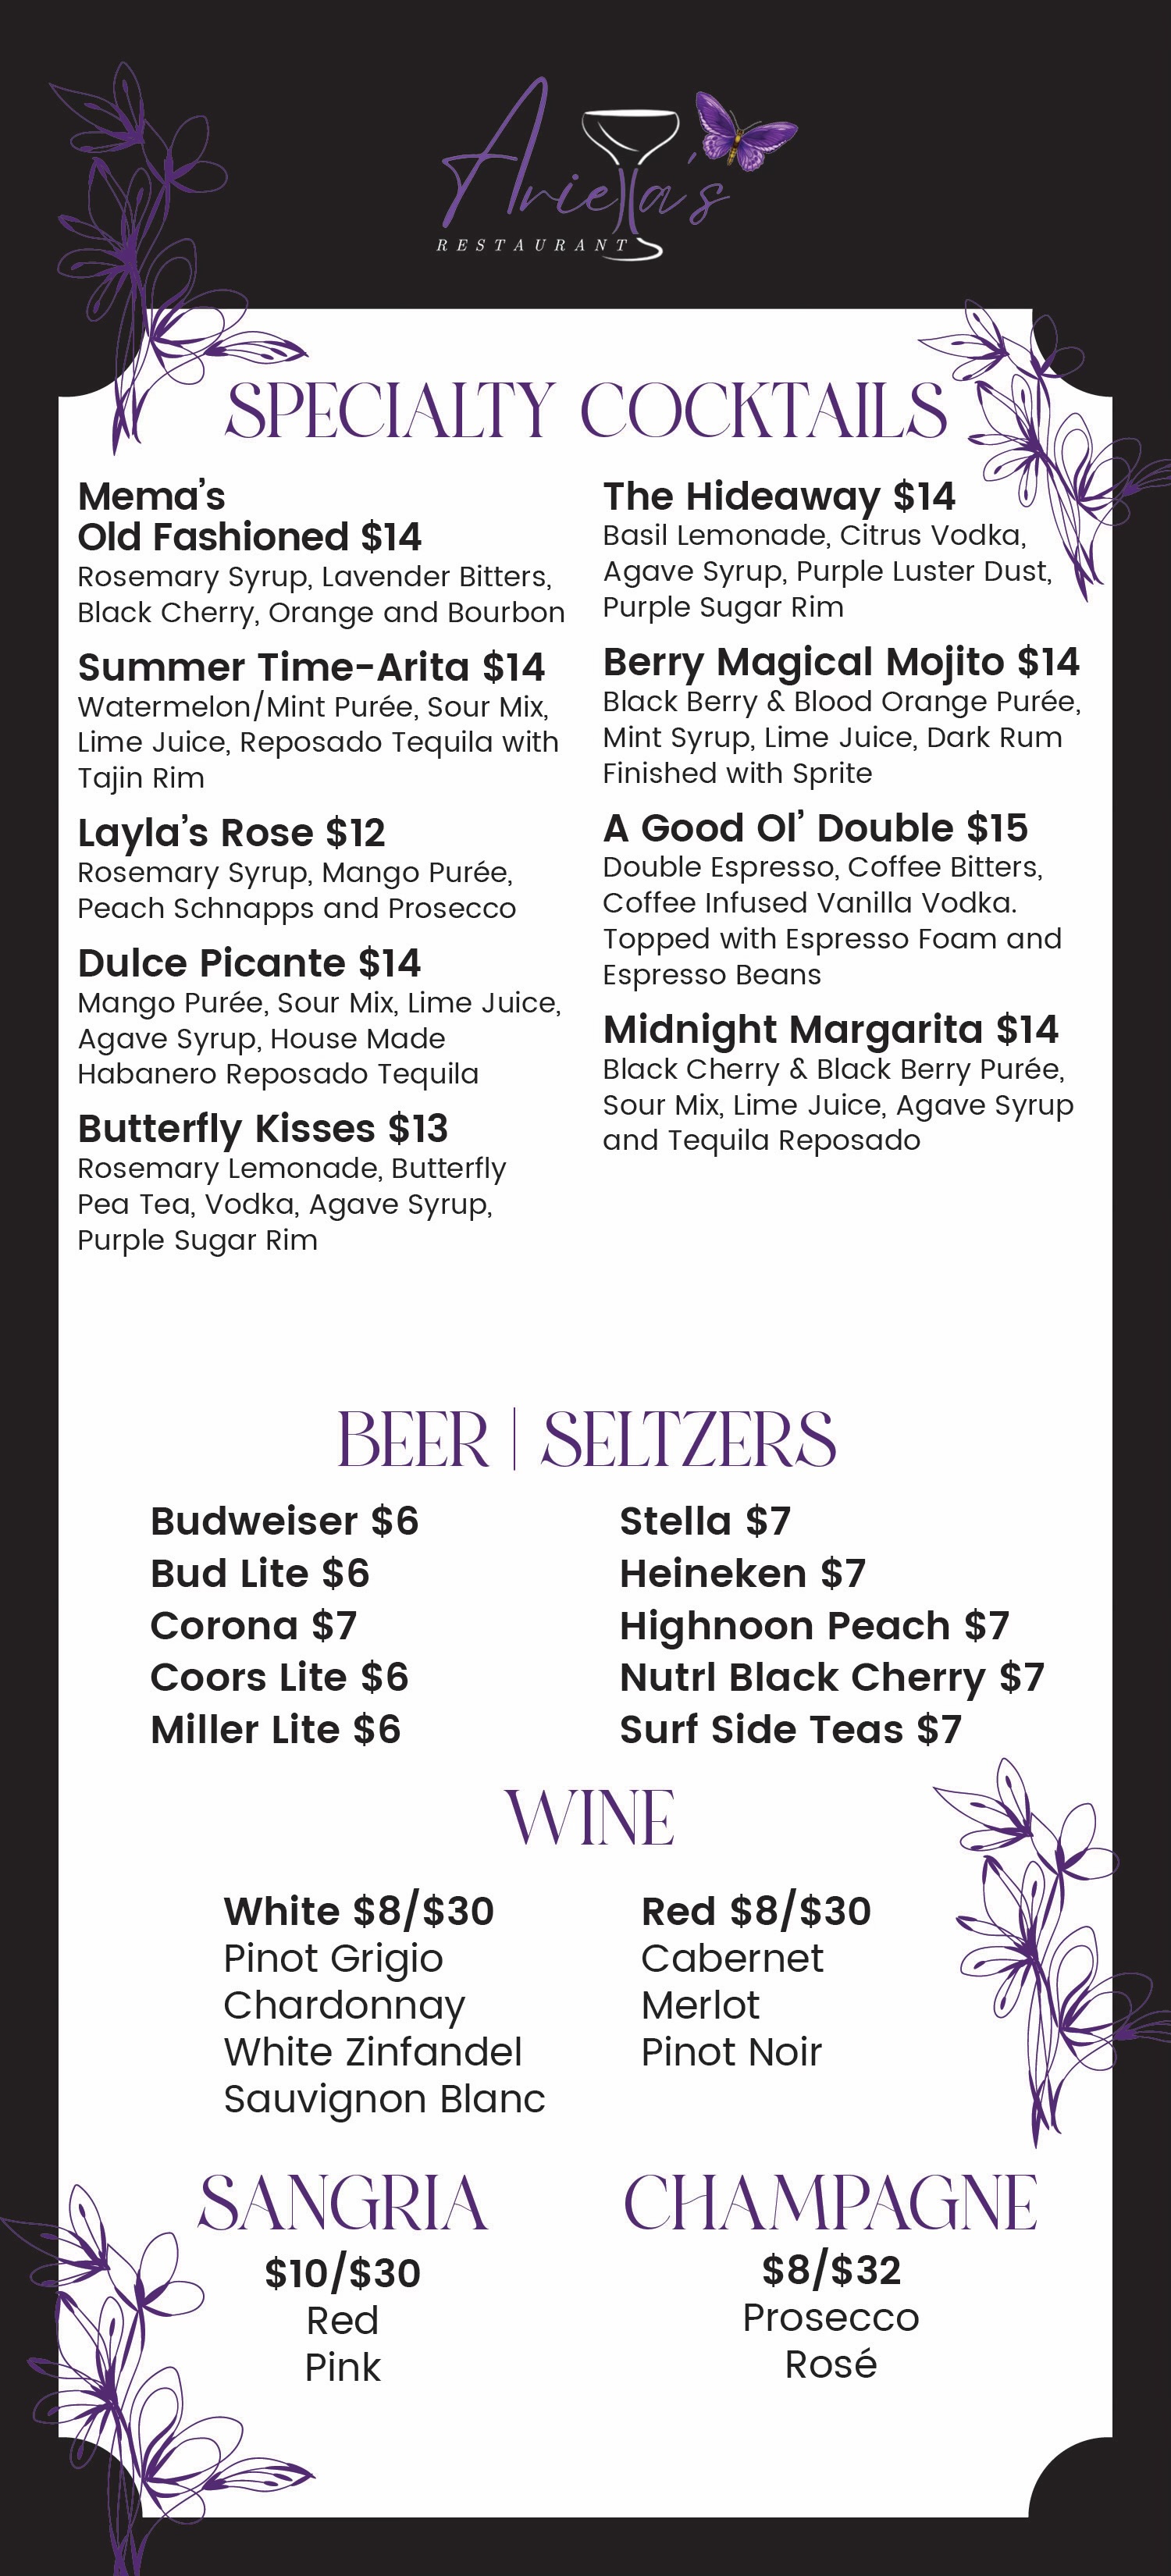 Ariella's
RESTAURANT
SPECIALTY COCKTAILS
Mema's
Old Fashioned $14
Rosemary Syrup, Lavender Bitters,
Black Cherry, Orange and Bourbon
Summer Time-Arita $14
Watermelon/Mint Purée, Sour Mix,
Lime Juice, Reposado Tequila with
Tajin Rim
Layla's Rose $12
Rosemary Syrup, Mango Purée,
Peach Schnapps and Prosecco
Dulce Picante $14
Mango Purée, Sour Mix, Lime Juice,
Agave Syrup, House Made
Habanero Reposado Tequila
Butterfly Kisses $13
Rosemary Lemonade, Butterfly
Pea Tea, Vodka, Agave Syrup,
Purple Sugar Rim
The Hideaway $14
Basil Lemonade, Citrus Vodka,
Agave Syrup, Purple Luster Dust,
Purple Sugar Rim
Berry Magical Mojito $14
Black Berry & Blood Orange Purée,
Mint Syrup, Lime Juice, Dark Rum
Finished with Sprite
A Good Ol' Double $15
Double Espresso, Coffee Bitters,
Coffee Infused Vanilla Vodka.
Topped with Espresso Foam and
Espresso Beans
Midnight Margarita $14
Black Cherry & Black Berry Purée,
Sour Mix, Lime Juice, Agave Syrup
and Tequila Reposado
BEER | SELTZERS
Budweiser $6
Bud Lite $6
Corona $7
Coors Lite $6
Miller Lite $6
Stella $7
Heineken $7
Highnoon Peach $7
Nutrl Black Cherry $7
Surf Side Teas $7
WINE
White $8/$30
Pinot Grigio
Chardonnay
White Zinfandel
Sauvignon Blanc
Red $8/$30
Cabernet
Merlot
Pinot Noir
SANGRIA
$10/$30
Red
Pink
CHAMPAGNE
$8/$32
Prosecco
Rosé